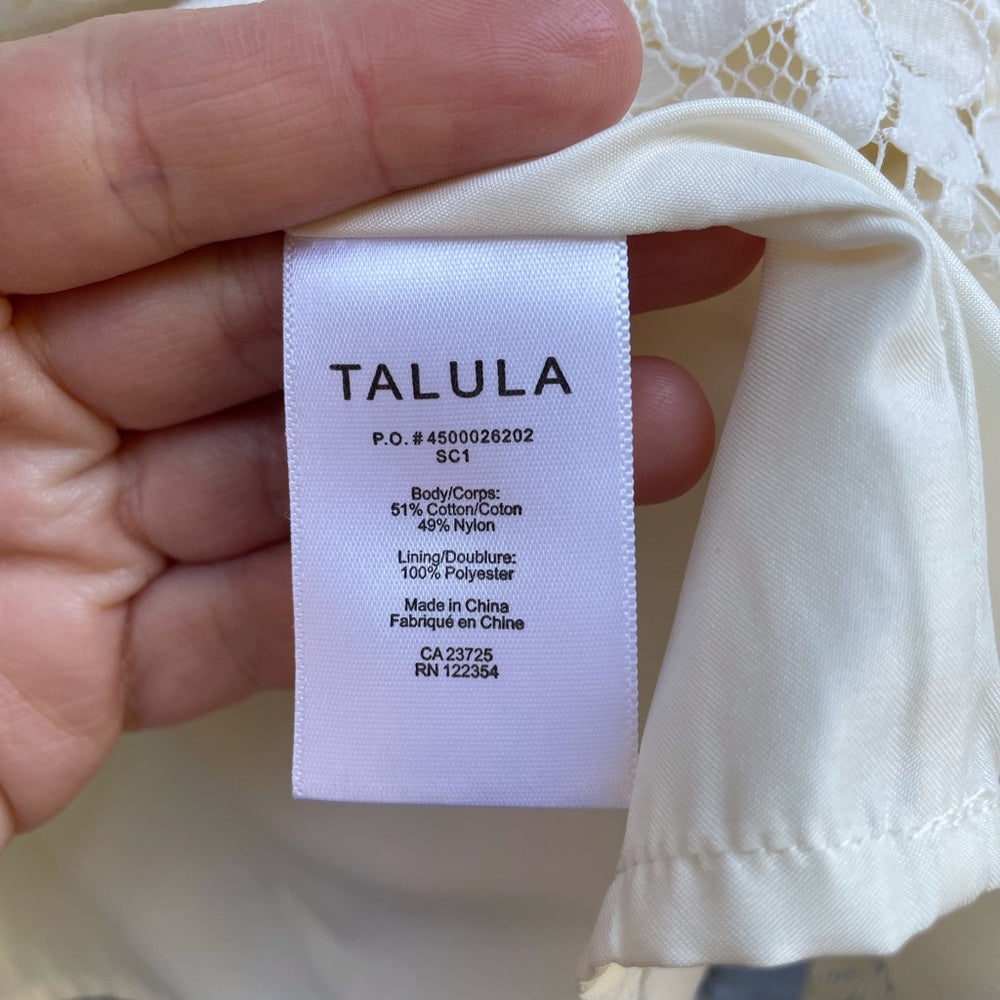 TALULA
P.O. # 4500026202
SC1
Body/Corps:
51% Cotton/Coton
49% Nylon
Lining/Doublure:
100% Polyester
Made in China
Fabriqué en Chine
CA 23725
RN 122354